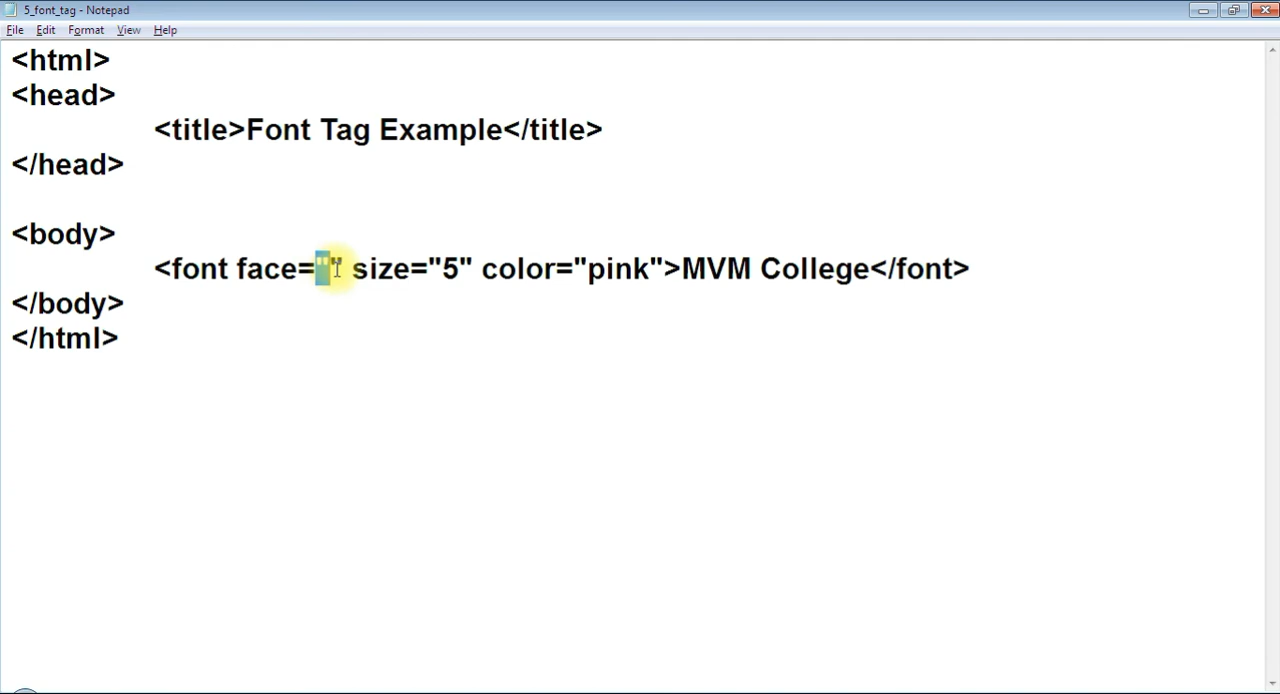 5_font_tag - Notepad
File Edit Format View Help
<html>
<head>
<title>Font Tag Example</title>
</head>
<body>
<font face="" size="5" color="pink">MVM College</font>
</body>
</html>